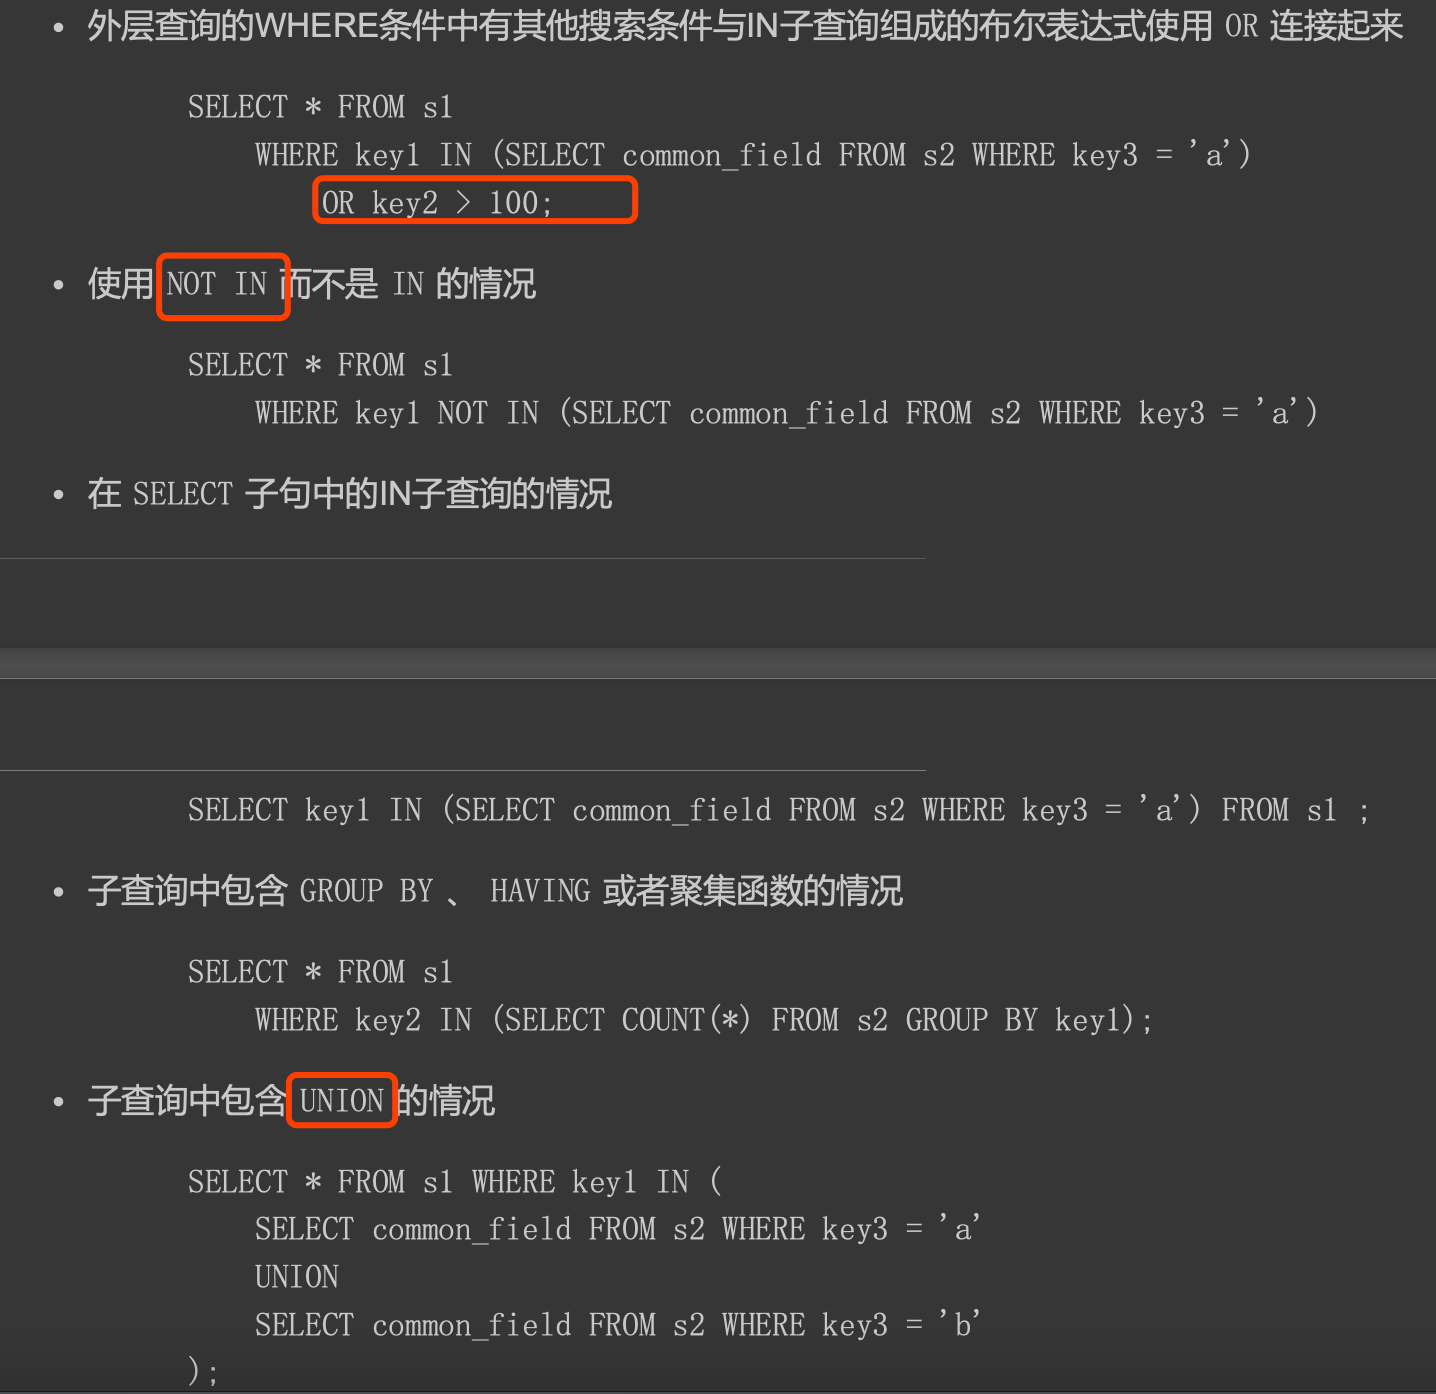 • 外层查询的WHERE条件中有其他搜索条件与IN子查询组成的布尔表达式使用 OR 连接起来
SELECT * FROM s1
WHERE key1 IN (SELECT common_field FROM s2 WHERE key3 = 'a')
OR key2 > 100;
• 使用 NOT IN 而不是 IN 的情况
SELECT * FROM s1
WHERE key1 NOT IN (SELECT common_field FROM s2 WHERE key3 = 'a')
• 在 SELECT 子句中的IN子查询的情况
SELECT key1 IN (SELECT common_field FROM s2 WHERE key3 = 'a') FROM s1 ;
• 子查询中包含 GROUP BY 、 HAVING 或者聚集函数的情况
SELECT * FROM s1
WHERE key2 IN (SELECT COUNT(*) FROM s2 GROUP BY key1);
• 子查询中包含 UNION 的情况
SELECT * FROM s1 WHERE key1 IN (
SELECT common_field FROM s2 WHERE key3 = 'a'
UNION
SELECT common_field FROM s2 WHERE key3 = 'b'
);